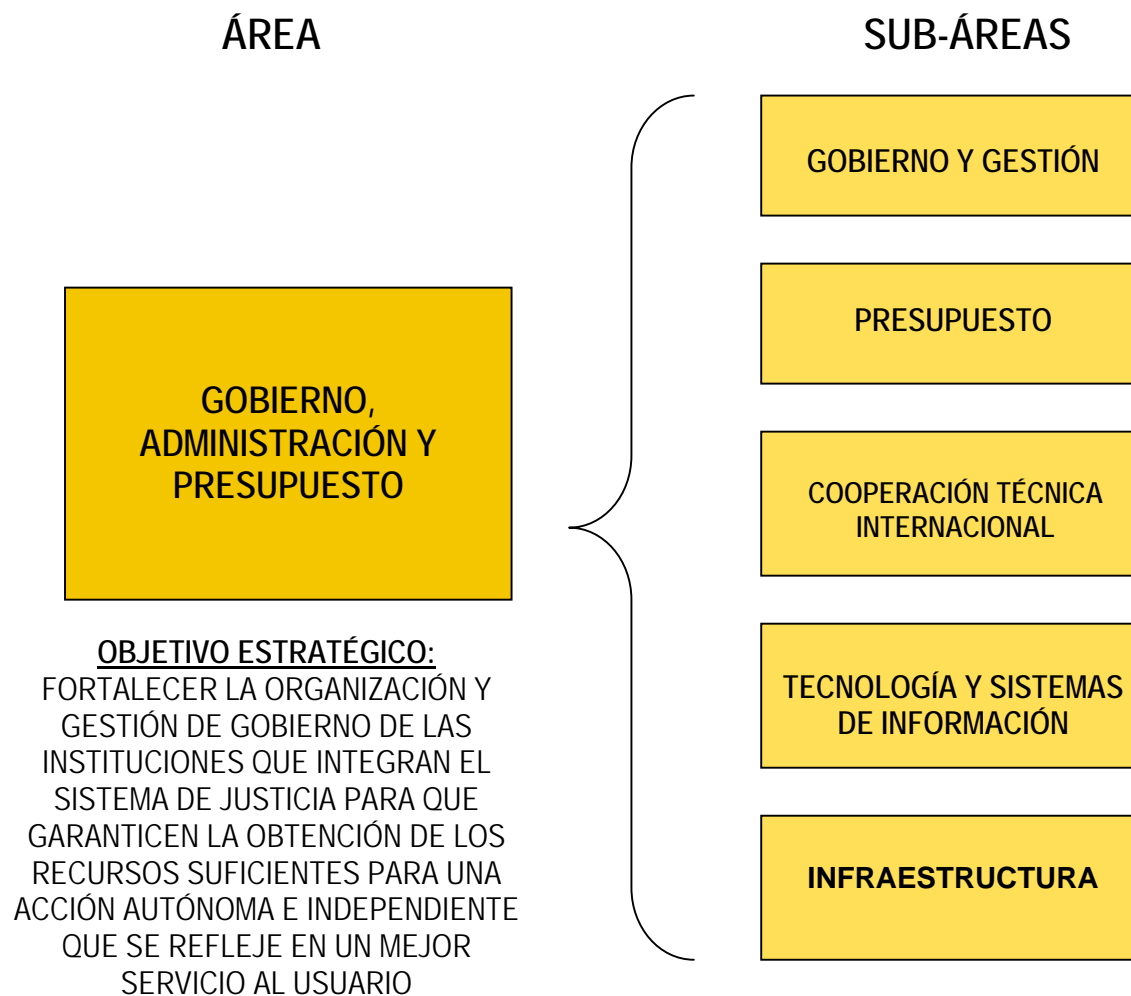 ÁREA
SUB-ÁREAS
GOBIERNO Y GESTIÓN
PRESUPUESTO
GOBIERNO,
ADMINISTRACIÓN Y
PRESUPUESTO
COOPERACIÓN TÉCNICA
INTERNACIONAL
TECNOLOGÍA Y SISTEMAS
DE INFORMACIÓN
INFRAESTRUCTURA
OBJETIVO ESTRATÉGICO:
FORTALECER LA ORGANIZACIÓN Y
GESTIÓN DE GOBIERNO DE LAS
INSTITUCIONES QUE INTEGRAN EL
SISTEMA DE JUSTICIA PARA QUE
GARANTICEN LA OBTENCIÓN DE LOS
RECURSOS SUFICIENTES PARA UNA
ACCIÓN AUTÓNOMA E INDEPENDIENTE
QUE SE REFLEJE EN UN MEJOR
SERVICIO AL USUARIO